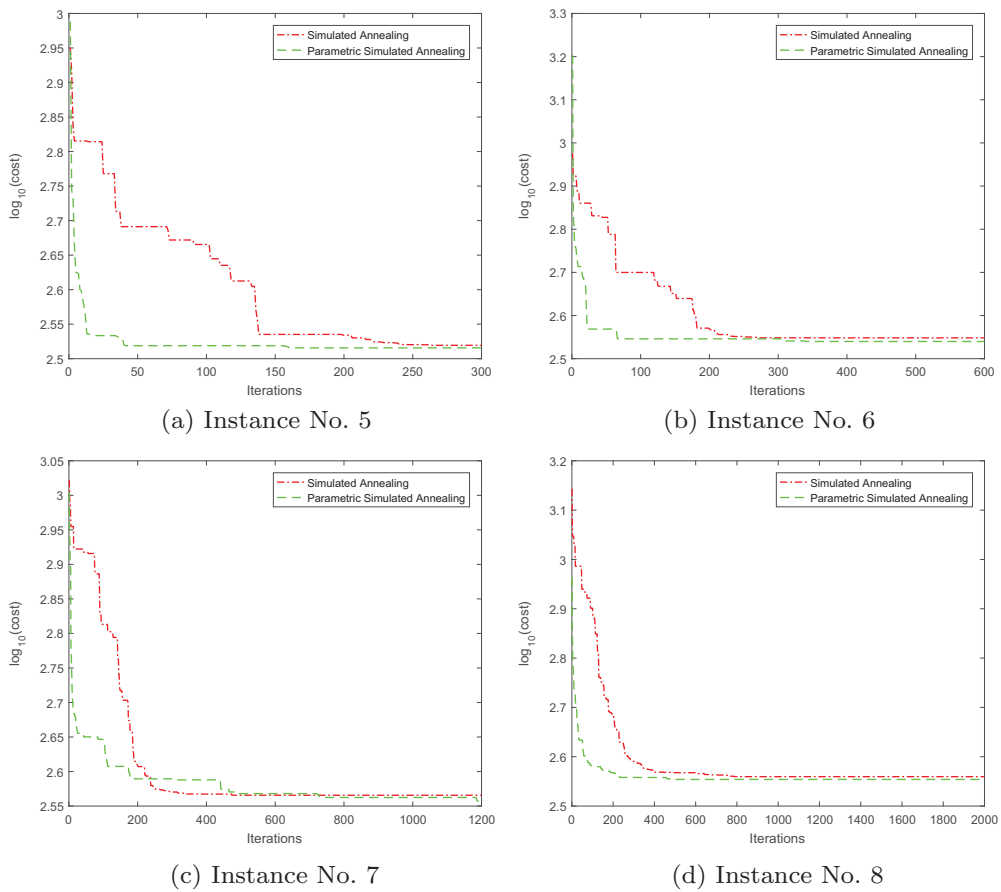 3
2.95
2.9
2.85
2.8
2.75
2.7
2.65
2.6
2.55
2.5
log10(cost)
Simulated Annealing
Parametric Simulated Annealing
0 50 100 150 200 250 300
Iterations
(a) Instance No. 5
3.3
3.2
3.1
3
2.9
2.8
2.7
2.6
2.5
log10(cost)
Simulated Annealing
Parametric Simulated Annealing
0 100 200 300 400 500 600
Iterations
(b) Instance No. 6
3.05
3
2.95
2.9
2.85
2.8
2.75
2.7
2.65
2.6
2.55
log10(cost)
Simulated Annealing
Parametric Simulated Annealing
0 200 400 600 800 1000 1200
Iterations
(c) Instance No. 7
3.2
3.1
3
2.9
2.8
2.7
2.6
2.5
log10(cost)
Simulated Annealing
Parametric Simulated Annealing
0 200 400 600 800 1000 1200 1400 1600 1800 2000
Iterations
(d) Instance No. 8